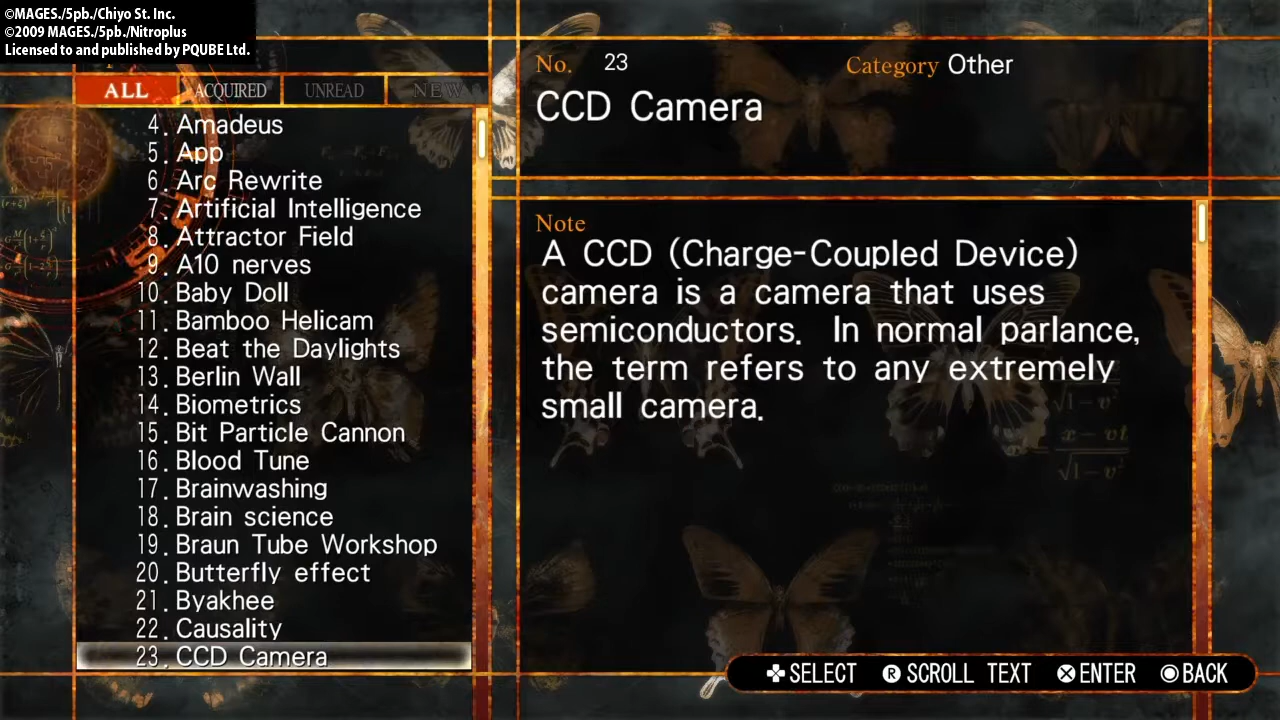 ©MAGES./5pb./Chiyo St. Inc.
©2009 MAGES./5pb./Nitroplus
Licensed to and published by PQUBE Ltd.
ALL ACQUIRED UNREAD NEW
4. Amadeus
5. App
6. Arc Rewrite
7. Artificial Intelligence
8. Attractor Field
9. A10 nerves
10. Baby Doll
11. Bamboo Helicam
12. Beat the Daylights
13. Berlin Wall
14. Biometrics
15. Bit Particle Cannon
16. Blood Tune
17. Brainwashing
18. Brain science
19. Braun Tube Workshop
20. Butterfly effect
21. Byakhee
22. Causality
23. CCD Camera
No. 23 Category Other
CCD Camera
Note
A CCD (Charge-Coupled Device)
camera is a camera that uses
semiconductors. In normal parlance,
the term refers to any extremely
small camera.
SELECT R SCROLL TEXT ENTER BACK